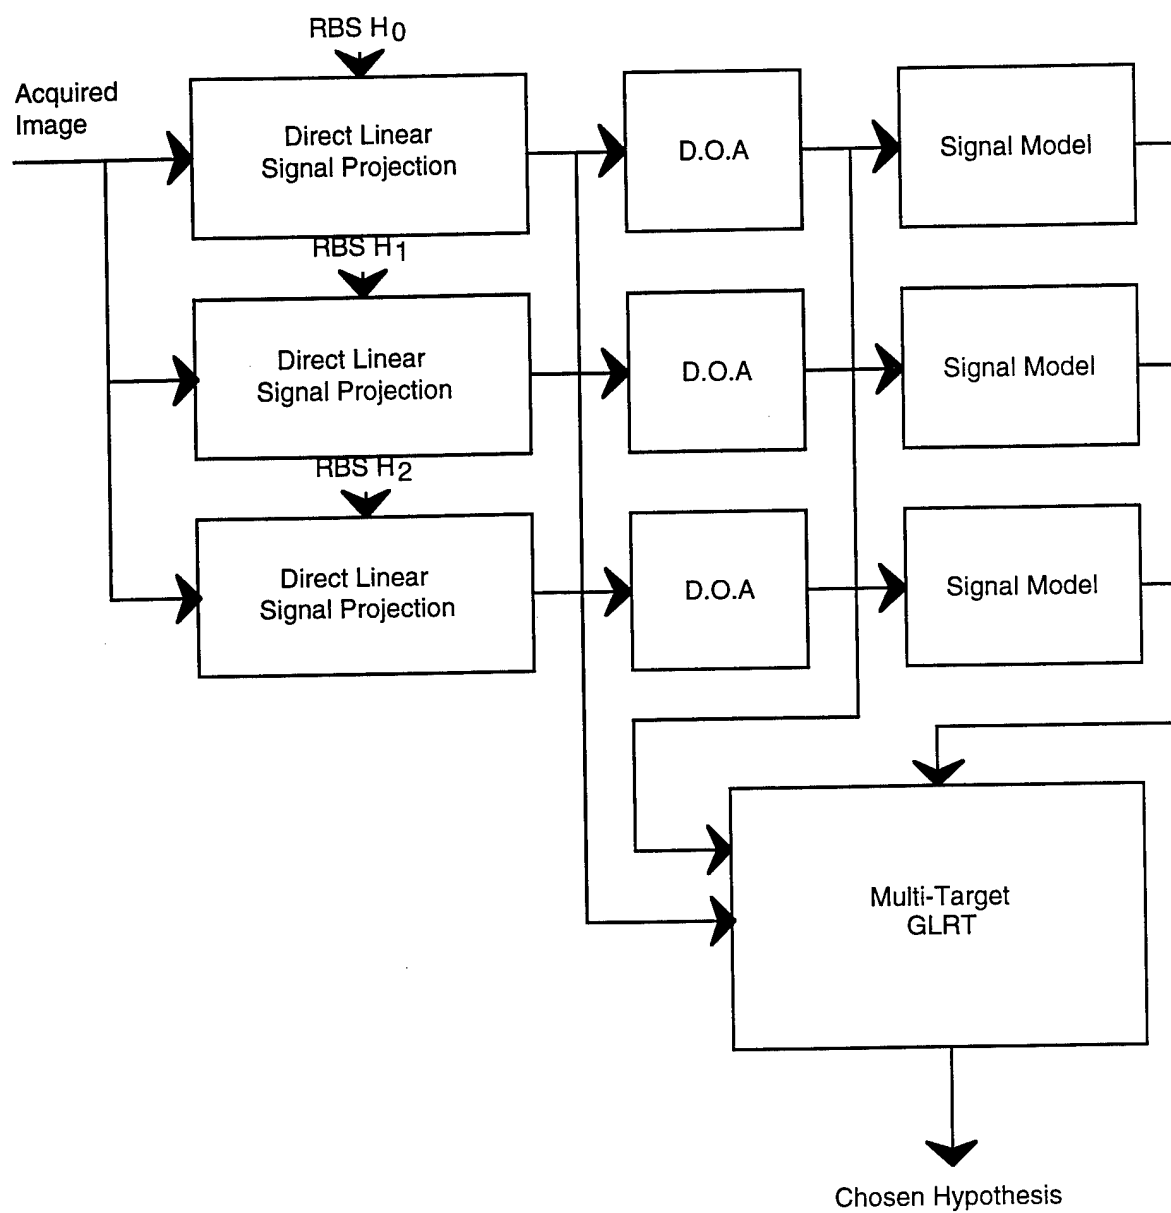 RBS H0
Acquired
Image
Direct Linear
Signal Projection
D.O.A
Signal Model
RBS H1
Direct Linear
Signal Projection
D.O.A
Signal Model
RBS H2
Direct Linear
Signal Projection
D.O.A
Signal Model
Multi-Target
GLRT
Chosen Hypothesis